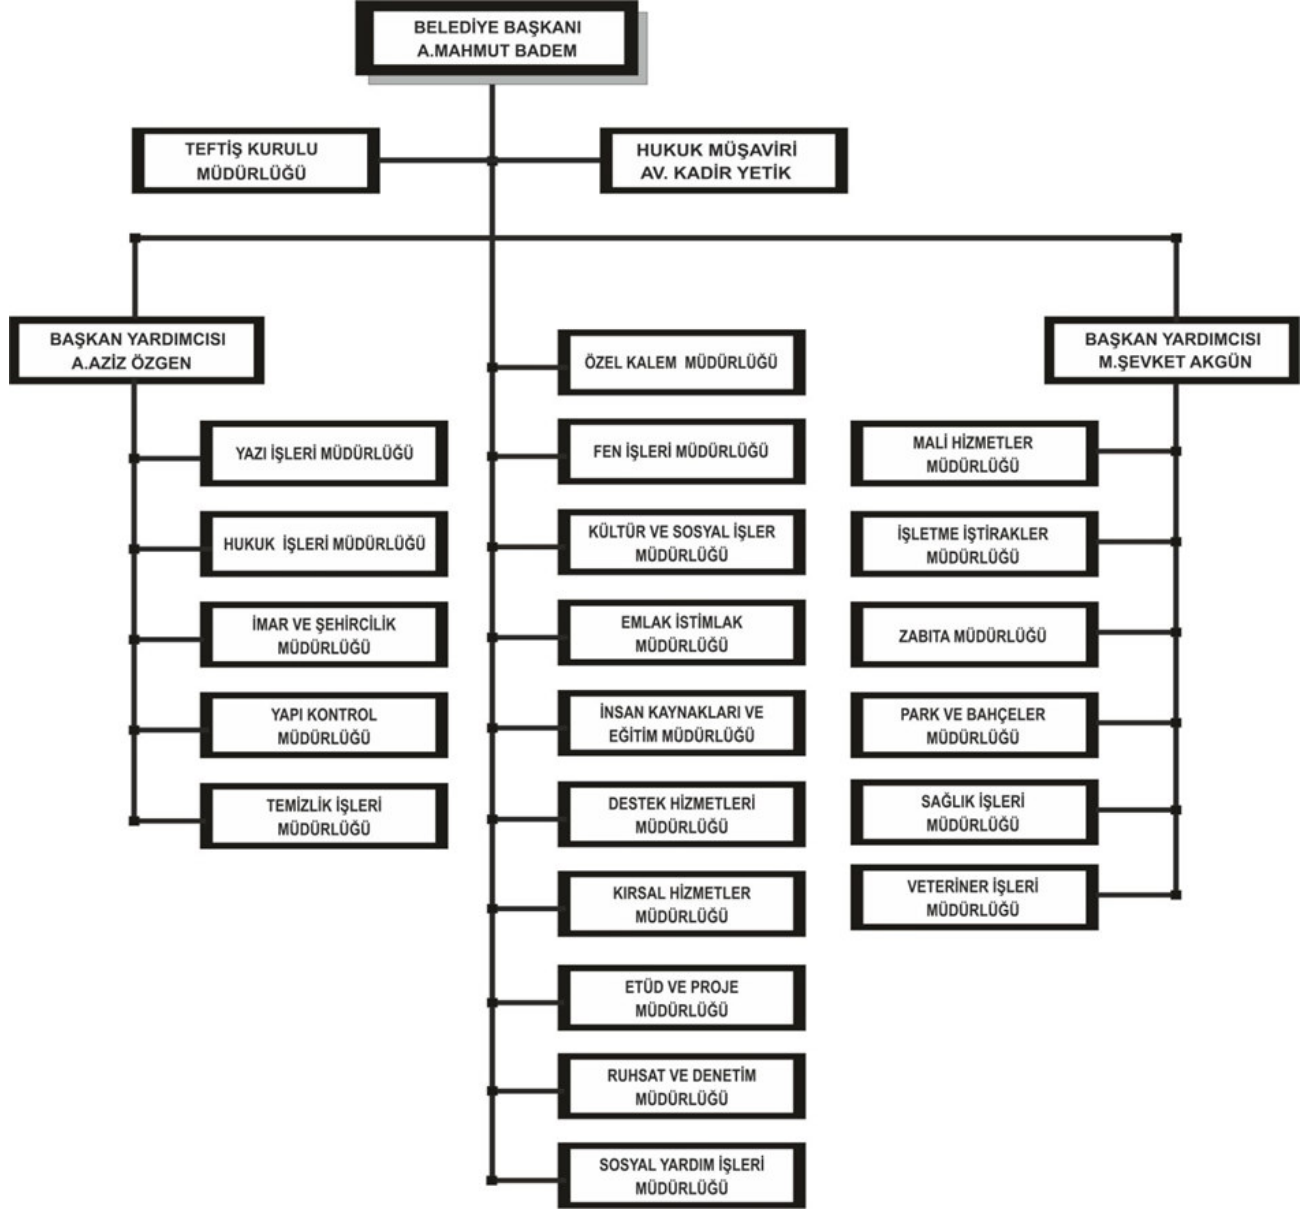 BELEDİYE BAŞKANI
A.MAHMUT BADEM
TEFTİŞ KURULU
MÜDÜRLÜĞÜ
HUKUK MÜŞAVİRİ
AV. KADİR YETİK
BAŞKAN YARDIMCISI
A.AZİZ ÖZGEN
YAZI İŞLERİ MÜDÜRLÜĞÜ
HUKUK İŞLERİ MÜDÜRLÜĞÜ
İMAR VE ŞEHİRCİLİK
MÜDÜRLÜĞÜ
YAPI KONTROL
MÜDÜRLÜĞÜ
TEMİZLİK İŞLERİ
MÜDÜRLÜĞÜ
ÖZEL KALEM MÜDÜRLÜĞÜ
FEN İŞLERİ MÜDÜRLÜĞÜ
KÜLTÜR VE SOSYAL İŞLER
MÜDÜRLÜĞÜ
EMLAK İSTİMLAK
MÜDÜRLÜĞÜ
İNSAN KAYNAKLARI VE
EĞİTİM MÜDÜRLÜĞÜ
DESTEK HİZMETLERİ
MÜDÜRLÜĞÜ
KIRSAL HİZMETLER
MÜDÜRLÜĞÜ
ETÜD VE PROJE
MÜDÜRLÜĞÜ
RUHSAT VE DENETİM
MÜDÜRLÜĞÜ
SOSYAL YARDIM İŞLERİ
MÜDÜRLÜĞÜ
BAŞKAN YARDIMCISI
M.ŞEVKET AKGÜN
MALİ HİZMETLER
MÜDÜRLÜĞÜ
İŞLETME İŞTİRAKLER
MÜDÜRLÜĞÜ
ZABITA MÜDÜRLÜĞÜ
PARK VE BAHÇELER
MÜDÜRLÜĞÜ
SAĞLIK İŞLERİ
MÜDÜRLÜĞÜ
VETERİNER İŞLERİ
MÜDÜRLÜĞÜ